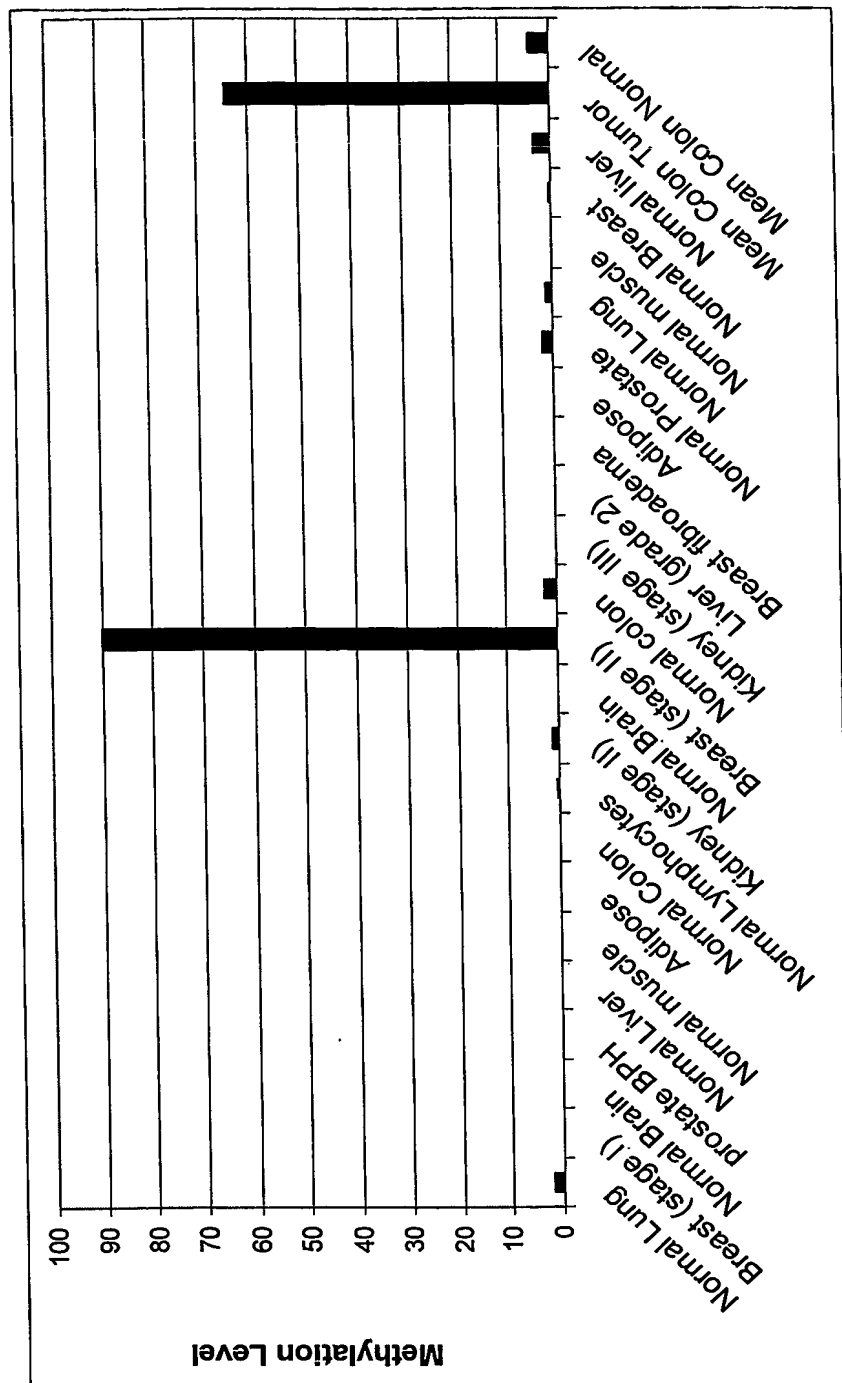 Methylation Level
100
90
80
70
60
50
40
30
20
10
0
Normal Lung
Breast (stage I)
Normal Brain
prostate BPH
Normal Liver
Normal muscle
Adipose
Normal Colon
Normal Lymphocytes
Kidney (stage II)
Normal Brain
Breast (stage II)
Normal colon
Kidney (stage III)
Liver (grade 2)
Breast fibroadema
Adipose
Normal Prostate
Normal Lung
Normal muscle
Normal Breast
Normal liver
Mean Colon Tumor
Mean Colon Normal